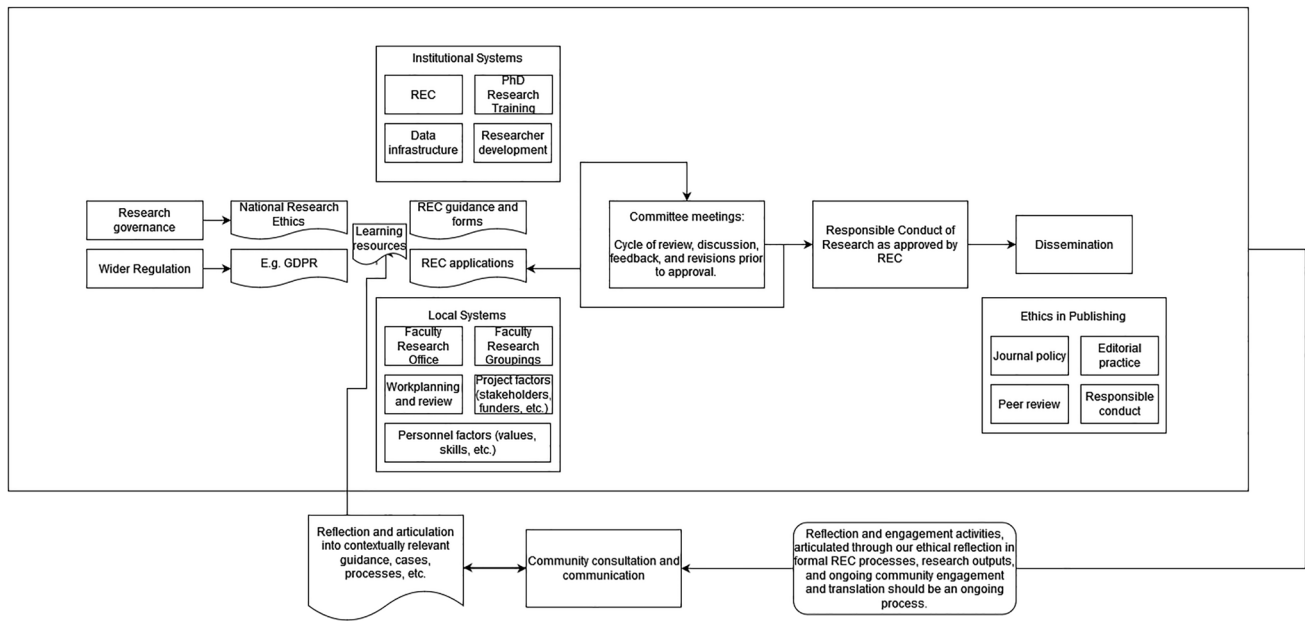 Institutional Systems
REC
PhD
Research
Training
Data
infrastructure
Researcher
development
Research
governance
National Research
Ethics
Wider Regulation
E.g. GDPR
Learning
resources
REC guidance and
forms
REC applications
Committee meetings:
Cycle of review, discussion,
feedback, and revisions prior
to approval.
Responsible Conduct of
Research as approved by
REC
Dissemination
Local Systems
Faculty
Research
Office
Faculty
Research
Groupings
Workplanning
and review
Project factors
(stakeholders,
funders, etc.)
Personnel factors (values,
skills, etc.)
Ethics in Publishing
Journal policy
Editorial
practice
Peer review
Responsible
conduct
Reflection and articulation
into contextually relevant
guidance, cases,
processes, etc.
Community consultation and
communication
Reflection and engagement activities,
articulated through our ethical reflection in
formal REC processes, research outputs,
and ongoing community engagement
and translation should be an ongoing
process.